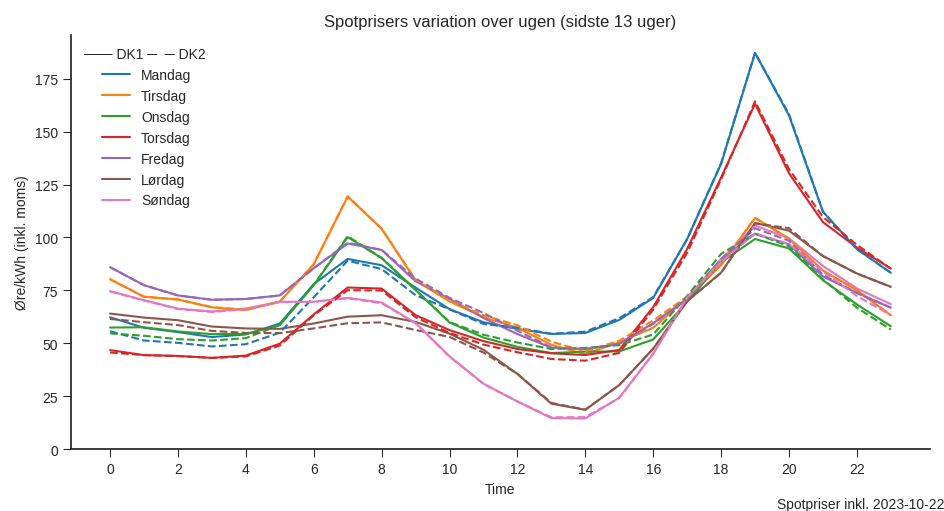 Spotprisers variation over ugen (sidste 13 uger)
DK1 DK2
Mandag
Tirsdag
Onsdag
Torsdag
Fredag
Lørdag
Søndag
Øre/kWh (inkl. moms)
175
150
125
100
75
50
25
0
0 2 4 6 8 10 12 14 16 18 20 22
Time
Spotpriser inkl. 2023-10-22